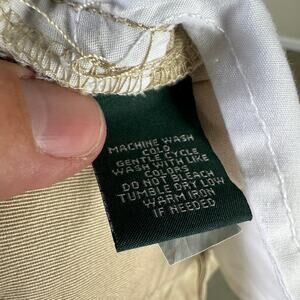 MACHINE WASH
COLD
GENTLE CYCLE
WASH WITH LIKE
COLORS
DO NOT BLEACH
TUMBLE DRY LOW
WARM IRON
IF NEEDED